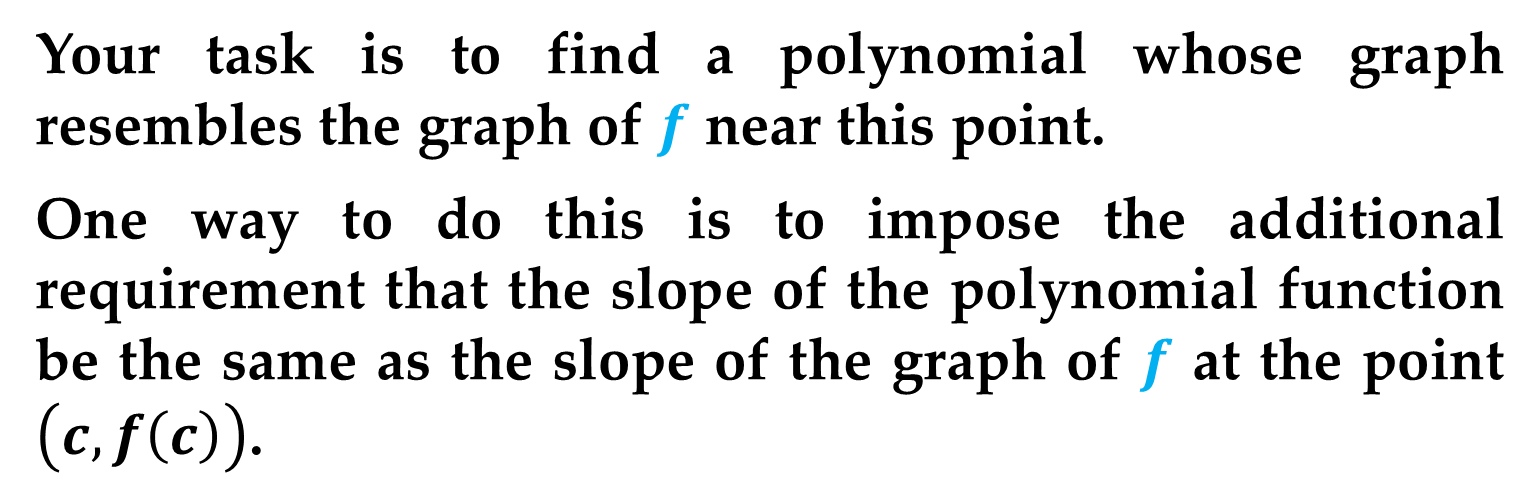 Your task is to find a polynomial whose graph
resembles the graph of f near this point.
One way to do this is to impose the additional
requirement that the slope of the polynomial function
be the same as the slope of the graph of f at the point
(c, f(c)).